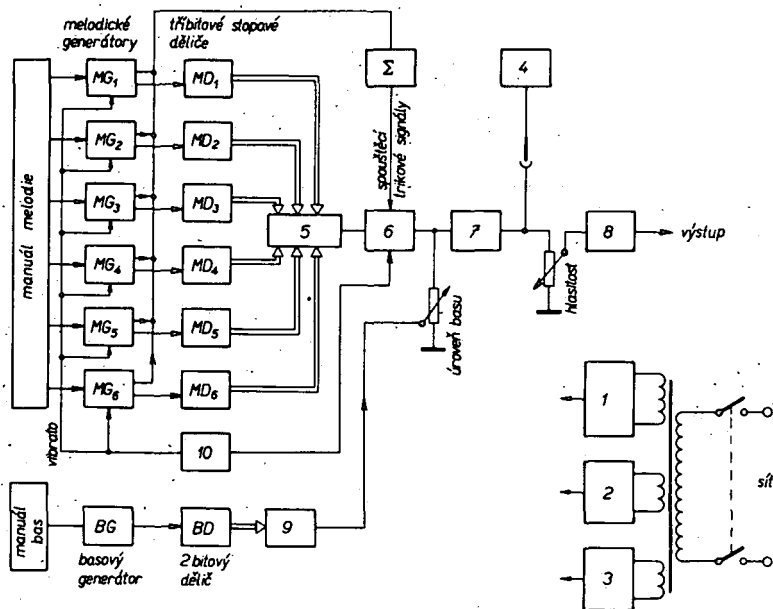 melodické
generátory
tříbitové stopové
děliče
manuál melodie
MG1
MD1
MG2
MD2
MG3
MD3
MG4
MD4
MG5
MD5
MG6
MD6
Σ
4
spouštěcí
trikové signály
5
6
7
8
výstup
hlasitost
úroveň basu
vibrato
10
manuál
bas
BG
BD
9
basový
generátor
2 bitový
dělič
1
2
3
síť